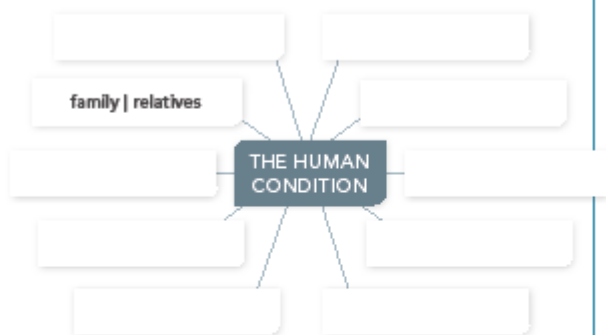 family | relatives
THE HUMAN
CONDITION